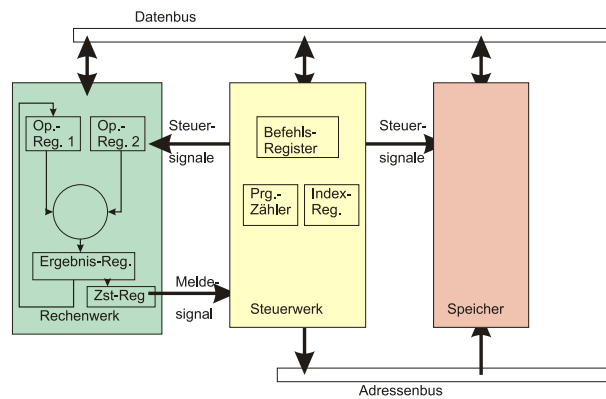 Datenbus
Op.-
Reg. 1
Op.-
Reg. 2
Ergebnis-Reg.
Zst-Reg
Rechenwerk
Steuer-
signale
Melde-
signal
Befehls-
Register
Prg.-
Zähler
Index-
Reg.
Steuerwerk
Steuer-
signale
Speicher
Adressenbus